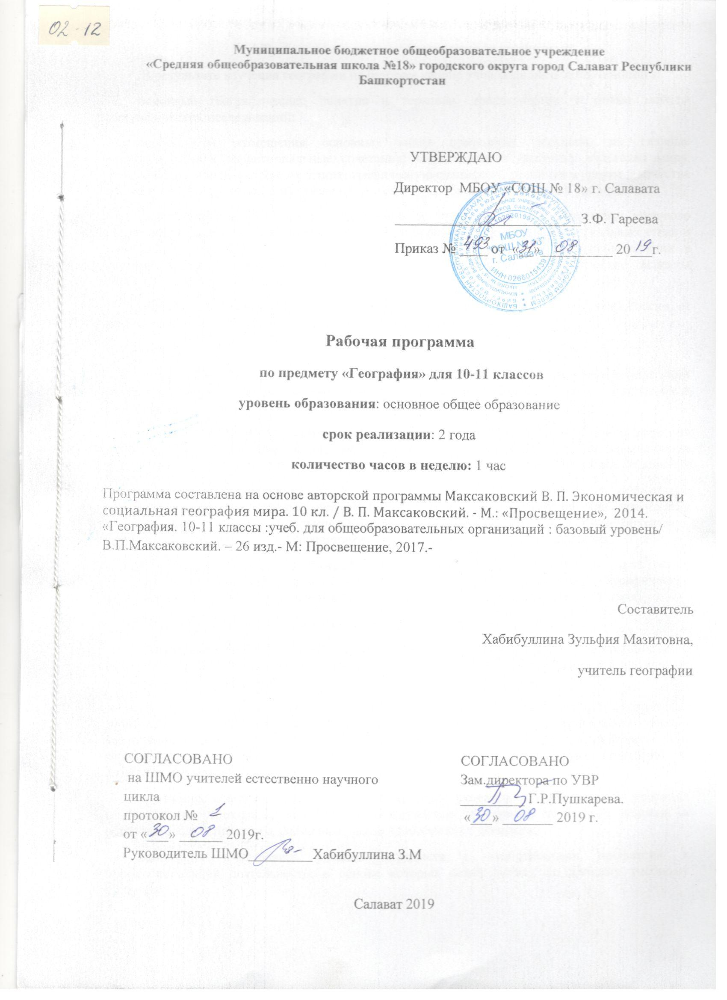 02-12
Муниципальное бюджетное общеобразовательное учреждение
«Средняя общеобразовательная школа №18» городского округа город Салават Республики
Башкортостан
УТВЕРЖДАЮ
Директор МБОУ «СОШ № 18» г. Салавата
З.Ф. Гареева
Приказ № 493 от «31» 08 2019 г.
МБОУ
г. Салавата
ИНН 0266015439
Рабочая программа
по предмету «География» для 10-11 классов
уровень образования: основное общее образование
срок реализации: 2 года
количество часов в неделю: 1 час
Программа составлена на основе авторской программы Максаковский В. П. Экономическая и
социальная география мира. 10 кл. / В. П. Максаковский. - М.: «Просвещение», 2014.
«География. 10-11 классы :учеб. для общеобразовательных организаций : базовый уровень/
В.П.Максаковский. – 26 изд.- М: Просвещение, 2017.-
Составитель
Хабибуллина Зульфия Мазитовна,
учитель географии
СОГЛАСОВАНО
на ШМО учителей естественно научного
цикла
протокол № 1
от «30» 08 2019г.
Руководитель ШМО Хабибуллина З.М
СОГЛАСОВАНО
Зам.директора по УВР
Г.Р.Пушкарева.
«30» 08 2019 г.
Салават 2019